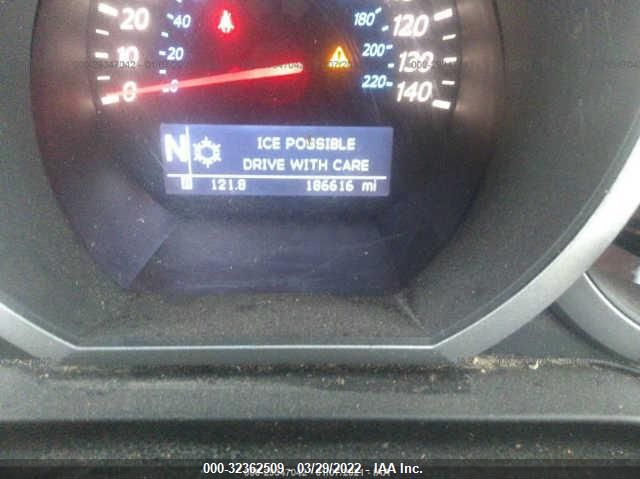 20 40 180 120
10 20 200 130
0 0 220 140
N ICE POSSIBLE
DRIVE WITH CARE
121.8 186616 mi
000-32362509 - 03/29/2022 - IAA Inc.